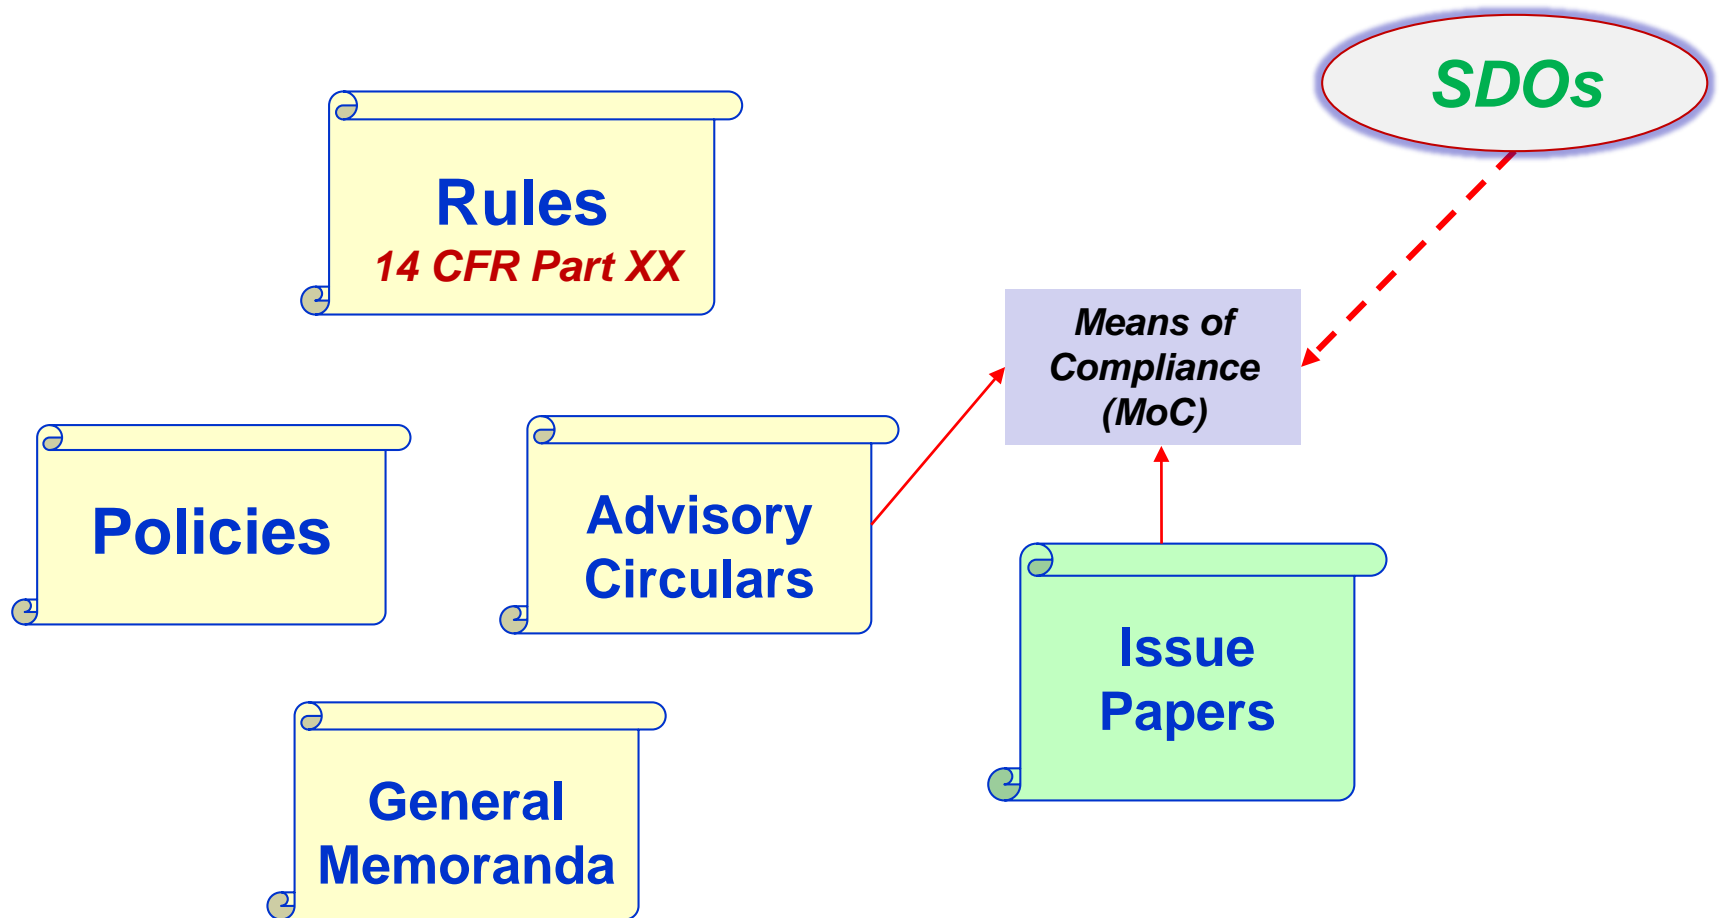 SDOs
Rules
14 CFR Part XX
Means of
Compliance
(MoC)
Policies
Advisory
Circulars
Issue
Papers
General
Memoranda